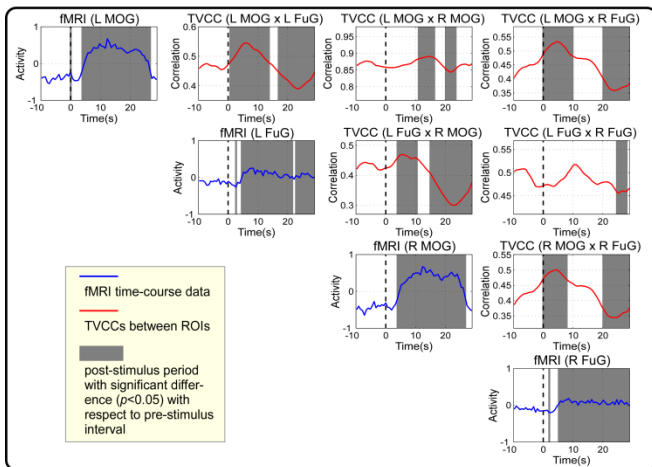 fMRI (L MOG)
TVCC (L MOG x L FuG)
TVCC (L MOG x R MOG)
TVCC (L MOG x R FuG)
Activity
1
0
-1
-10 0 10 20
Time(s)
Correlation
0.55
0.5
0.45
0.4
-10 0 10 20
Time(s)
Correlation
0.95
0.9
0.85
0.8
-10 0 10 20
Time(s)
Correlation
0.55
0.5
0.45
0.4
0.35
-10 0 10 20
Time(s)
fMRI (L FuG)
TVCC (L FuG x R MOG)
TVCC (L FuG x R FuG)
Activity
1
0
-1
-10 0 10 20
Time(s)
Correlation
0.5
0.4
0.3
-10 0 10 20
Time(s)
Correlation
0.55
0.5
0.45
-10 0 10 20
Time(s)
fMRI (R MOG)
TVCC (R MOG x R FuG)
Activity
1
0
-1
-10 0 10 20
Time(s)
Correlation
0.55
0.5
0.45
0.4
0.35
-10 0 10 20
Time(s)
fMRI (R FuG)
Activity
1
0
-1
-10 0 10 20
Time(s)
fMRI time-course data
TVCCs between ROIs
post-stimulus period
with significant differ-
ence (p<0.05) with
respect to pre-stimulus
interval